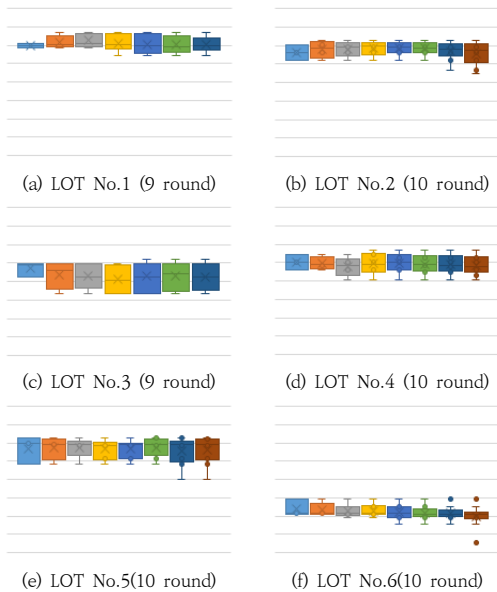 (a) LOT No.1 (9 round)
(b) LOT No.2 (10 round)
(c) LOT No.3 (9 round)
(d) LOT No.4 (10 round)
(e) LOT No.5(10 round)
(f) LOT No.6(10 round)